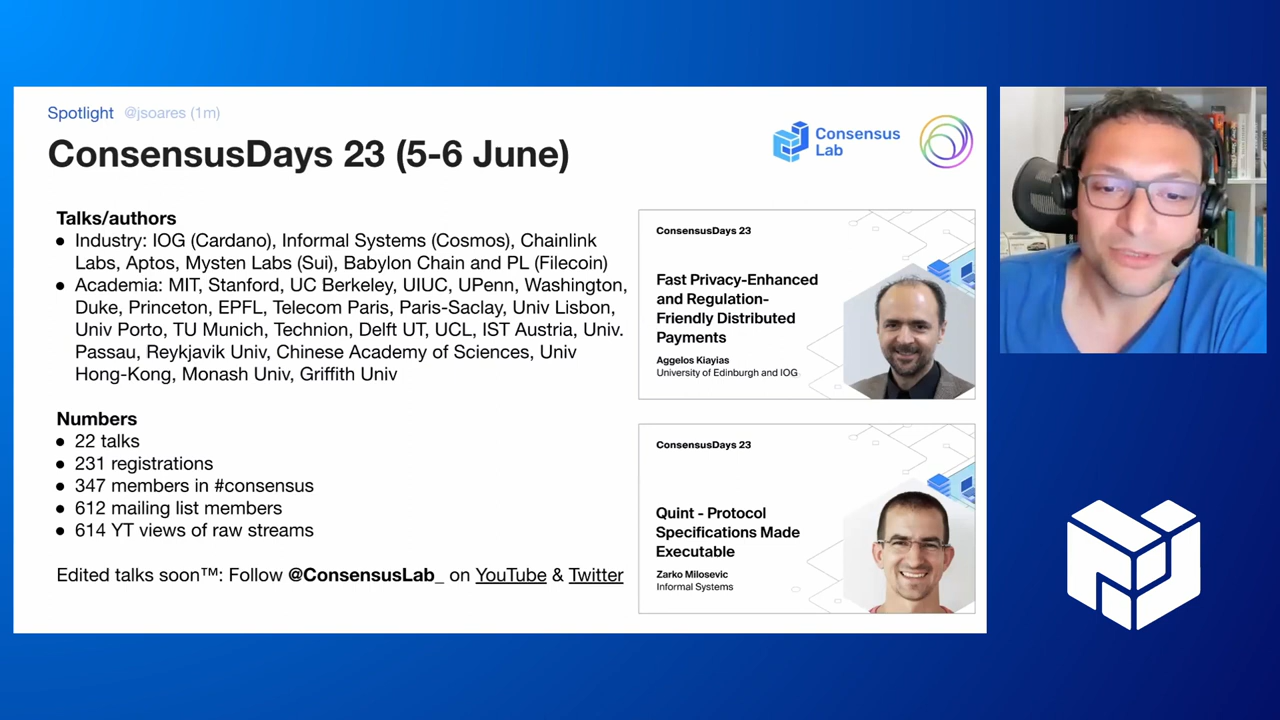 Spotlight @jsoares (1m)
ConsensusDays 23 (5-6 June)
Consensus
Lab
Talks/authors
● Industry: IOG (Cardano), Informal Systems (Cosmos), Chainlink
Labs, Aptos, Mysten Labs (Sui), Babylon Chain and PL (Filecoin)
● Academia: MIT, Stanford, UC Berkeley, UIUC, UPenn, Washington,
Duke, Princeton, EPFL, Telecom Paris, Paris-Saclay, Univ Lisbon,
Univ Porto, TU Munich, Technion, Delft UT, UCL, IST Austria, Univ.
Passau, Reykjavik Univ, Chinese Academy of Sciences, Univ
Hong-Kong, Monash Univ, Griffith Univ
Numbers
● 22 talks
● 231 registrations
● 347 members in #consensus
● 612 mailing list members
● 614 YT views of raw streams
Edited talks soon™: Follow @ConsensusLab_ on YouTube & Twitter
ConsensusDays 23
Fast Privacy-Enhanced
and Regulation-
Friendly Distributed
Payments
Aggelos Kiayias
University of Edinburgh and IOG
ConsensusDays 23
Quint - Protocol
Specifications Made
Executable
Zarko Milosevic
Informal Systems